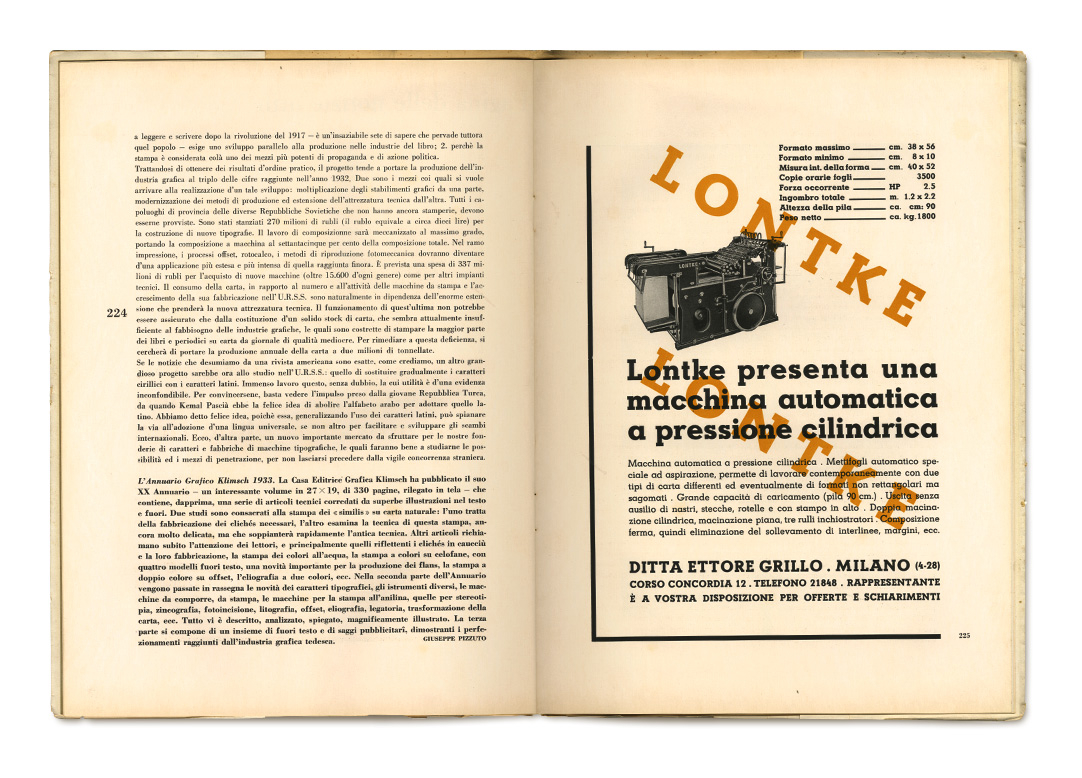 a leggere e scrivere dopo la rivoluzione del 1917 – è un'insaziabile sete di sapere che pervade tuttora
quel popolo – esige uno sviluppo parallelo alla produzione nelle industrie del libro; 2. perchè la
stampa è considerata colà uno dei mezzi più potenti di propaganda e di azione politica.
Trattandosi di ottenere dei risultati d'ordine pratico, il progetto tende a portare la produzione dell'in-
dustria grafica al triplo delle cifre raggiunte nell'anno 1932. Due sono i mezzi coi quali si vuole
arrivare alla realizzazione d'un tale sviluppo: moltiplicazione degli stabilimenti grafici da una parte,
modernizzazione dei metodi di produzione ed estensione dell'attrezzatura tecnica dall'altra. Tutti i ca-
poluoghi di provincia delle diverse Repubbliche Sovietiche che non hanno ancora stamperie, devono
esserne provviste. Sono stati stanziati 270 milioni di rubli (il rublo equivale a circa dieci lire) per
la costruzione di nuove tipografie. Il lavoro di composizionne sarà meccanizzato al massimo grado,
portando la composizione a macchina al settantacinque per cento della composizione totale. Nel ramo
impressione, i processi offset, rotocalco, i metodi di riproduzione fotomeccanica dovranno diventare
d'una applicazione più estesa e più intensa di quella raggiunta finora. È prevista una spesa di 337 mi-
lioni di rubli per l'acquisto di nuove macchine (oltre 15.600 d'ogni genere) come per altri impianti
tecnici. Il consumo della carta, in rapporto al numero e all'attività delle macchine da stampa e l'ac-
crescimento della sua fabbricazione nell'U.R.S.S. sono naturalmente in dipendenza dell'enorme esten-
sione che prenderà la nuova attrezzatura tecnica. Il funzionamento di quest'ultima non potrebbe
224
essere assicurato che dalla costituzione d'un solido stock di carta, che sembra attualmente insuf-
ficiente al fabbisogno delle industrie grafiche, le quali sono costrette di stampare la maggior parte
dei libri e periodici su carta da giornale di qualità mediocre. Per rimediare a questa deficienza, si
cercherà di portare la produzione annuale della carta a due milioni di tonnellate.
Se le notizie che desumiamo da una rivista americana sono esatte, come crediamo, un altro gran-
dioso progetto sarebbe ora allo studio nell'U.R.S.S.: quello di sostituire gradualmente i caratteri
cirillici con i caratteri latini. Immenso lavoro questo, senza dubbio, la cui utilità è d'una evidenza
inconfondibile. Per convincersene, basta vedere l'impulso preso dalla giovane Repubblica Turca,
da quando Kemal Pascià ebbe la felice idea di abolire l'alfabeto arabo per adottare quello la-
tino. Abbiamo detto felice idea, poichè essa, generalizzando l'uso dei caratteri latini, può spianare
la via all'adozione d'una lingua universale, se non altro per facilitare e sviluppare gli scambi
internazionali. Ecco, d'altra parte, un nuovo importante mercato da sfruttare per le nostre fon-
derie di caratteri e fabbriche di macchine tipografiche, le quali faranno bene a studiarne le pos-
sibilità ed i mezzi di penetrazione, per non lasciarsi precedere dalla vigile concorrenza straniera.
L'Annuario Grafico Klimsch 1933. La Casa Editrice Grafica Klimsch ha pubblicato il suo
XX Annuario – un interessante volume in 27×19, di 330 pagine, rilegato in tela – che
contiene, dapprima, una serie di articoli tecnici corredati da superbe illustrazioni nel testo
e fuori. Due studi sono consacrati alla stampa dei «similis» su carta naturale: l'uno tratta
della fabbricazione dei clichés necessari, l'altro esamina la tecnica di questa stampa, an-
cora molto delicata, ma che soppianterà rapidamente l'antica tecnica. Altri articoli richia-
mano subito l'attenzione dei lettori, e principalmente quelli riflettenti i clichés in caucciù
e la loro fabbricazione, la stampa dei colori all'acqua, la stampa a colori su celofane, con
quattro modelli fuori testo, una novità importante per la produzione dei flans, la stampa a
doppio colore su offset, l'eliografia a due colori, ecc. Nella seconda parte dell'Annuario
vengono passate in rassegna le novità dei caratteri tipografici, gli istrumenti diversi, le mac-
chine da comporre, da stampa, le macchine per la stampa all'anilina, quelle per stereoti-
pia, zincografia, fotoincisione, litografia, offset, eliografia, legatoria, trasformazione della
carta, ecc. Tutto vi è descritto, analizzato, spiegato, magnificamente illustrato. La terza
parte si compone di un insieme di fuori testo e di saggi pubblicitari, dimostranti i perfe-
zionamenti raggiunti dall'industria grafica tedesca.
GIUSEPPE PIZZUTO
Formato massimo cm. 38 x 56
Formato minimo cm. 8 x 10
Misura int. della forma cm. 40 x 52
Copie orarie fogli 3500
Forza occorrente HP 2.5
Ingombro totale m. 1.2 x 2.2
Altezza della pila ca. cm: 90
Peso netto ca. kg. 1800
LONTKE
LONTKE
Lontke presenta una
macchina automatica
a pressione cilindrica
LONTKE
Macchina automatica a pressione cilindrica . Mettifogli automatico spe-
ciale ad aspirazione, permette di lavorare contemporaneamente con due
tipi di carta differenti ed eventualmente di formati non rettangolari ma
sagomati . Grande capacità di caricamento (pila 90 cm.) . Uscita senza
ausilio di nastri, stecche, rotelle e con stampo in alto . Doppia macina-
zione cilindrica, macinazione piana, tre rulli inchiostratori . Composizione
ferma, quindi eliminazione del sollevamento di interlinee, margini, ecc.
DITTA ETTORE GRILLO . MILANO (4-28)
CORSO CONCORDIA 12 . TELEFONO 21848 . RAPPRESENTANTE
È A VOSTRA DISPOSIZIONE PER OFFERTE E SCHIARIMENTI
225